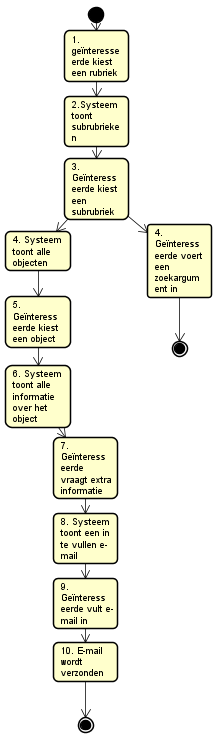 1.
geïnteresse
erde kiest
een rubriek
2.Systeem
toont
subrubrieke
n
3.
Geïnteress
eerde kiest
een
subrubriek
4. Systeem
toont alle
objecten
4.
Geïnteress
eerde voert
een
zoekargum
ent in
5.
Geïnteress
eerde kiest
een object
6. Systeem
toont alle
informatie
over het
object
7.
Geïnteress
eerde
vraagt extra
informatie
8. Systeem
toont een in
te vullen e-
mail
9.
Geïnteress
eerde vult e-
mail in
10. E-mail
wordt
verzonden